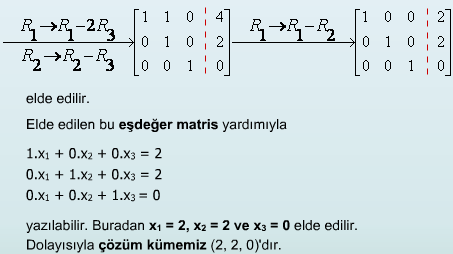 R₁→R₁-2R₃ [1 1 0 ¦ 4] R₁→R₁-R₂ [1 0 0 ¦ 2]
R₂→R₂-R₃ [0 1 0 ¦ 2] [0 1 0 ¦ 2]
[0 0 1 ¦ 0] [0 0 1 ¦ 0]
elde edilir.
Elde edilen bu eşdeğer matris yardımıyla
1.x₁ + 0.x₂ + 0.x₃ = 2
0.x₁ + 1.x₂ + 0.x₃ = 2
0.x₁ + 0.x₂ + 1.x₃ = 0
yazılabilir. Buradan x₁ = 2, x₂ = 2 ve x₃ = 0 elde edilir.
Dolayısıyla çözüm kümemiz (2, 2, 0)'dır.